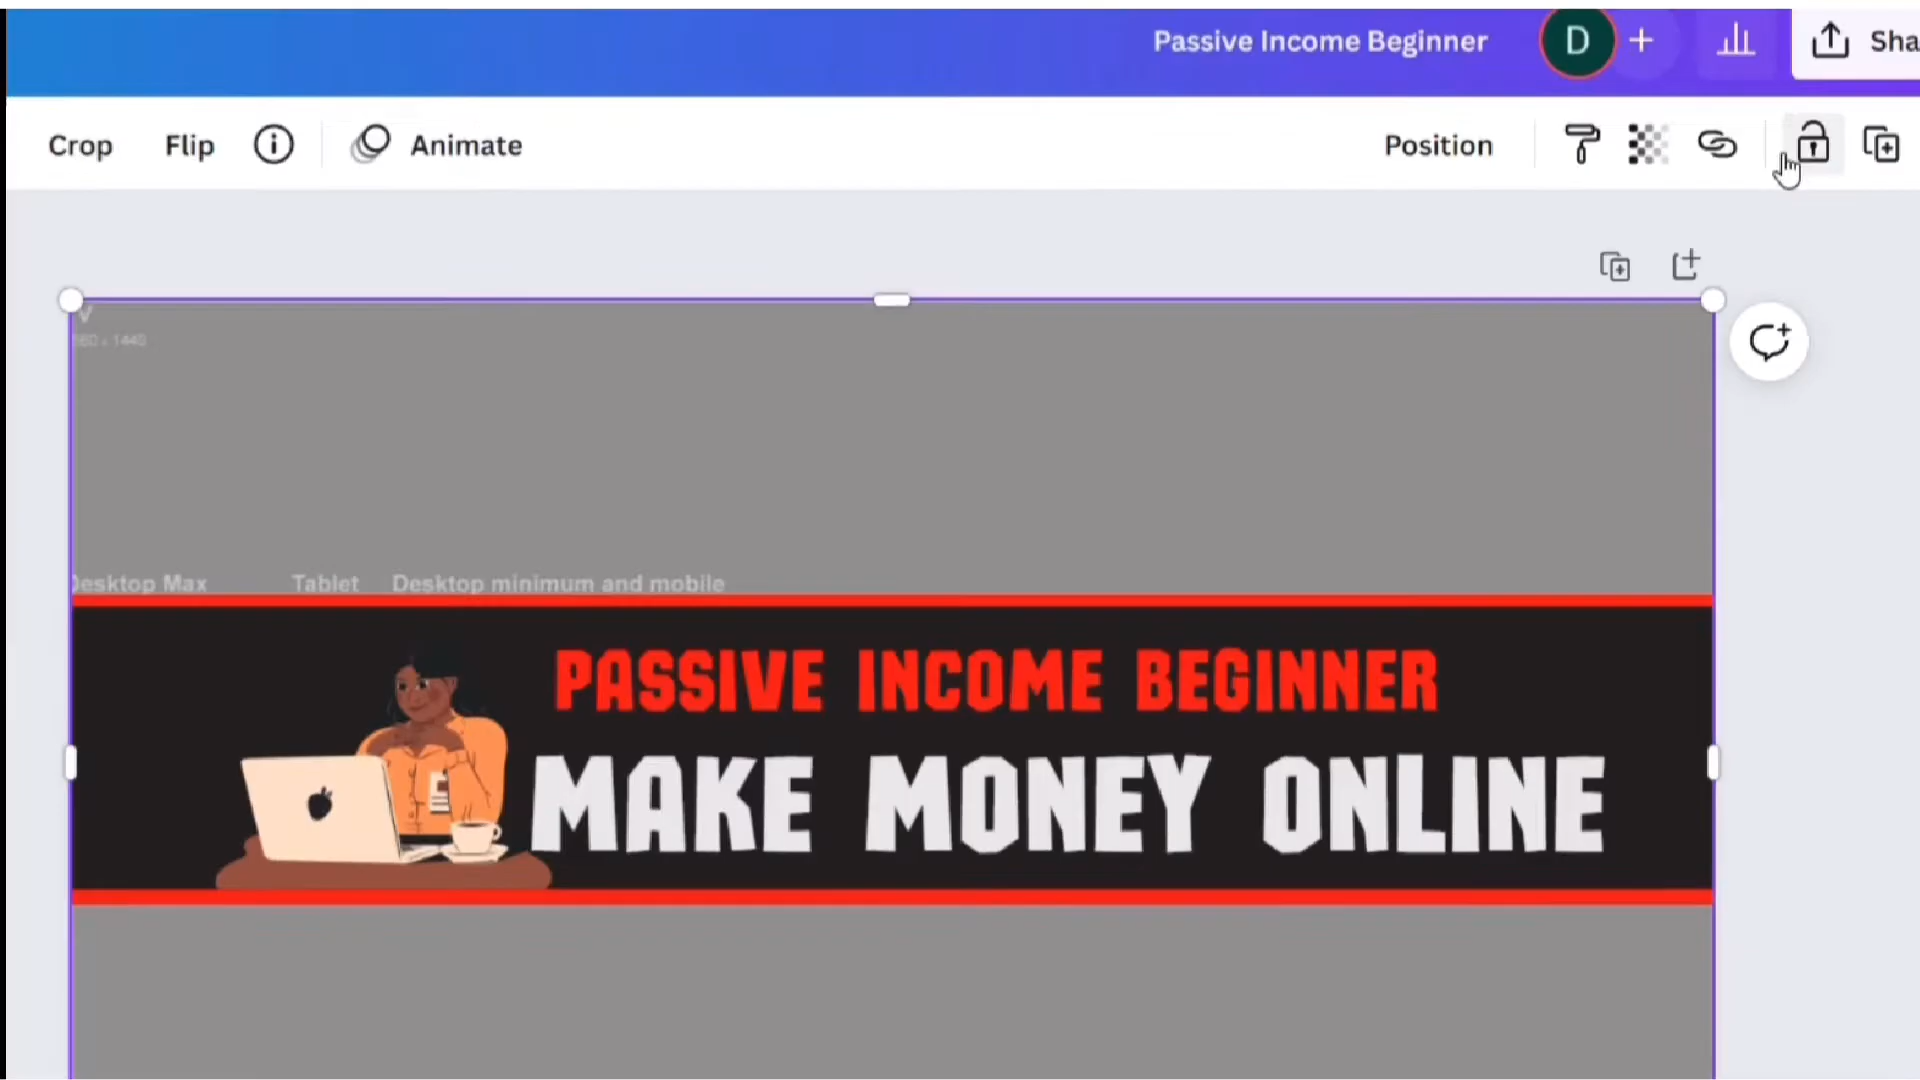 Passive Income Beginner D + Sha
Crop Flip Animate Position
V
Desktop Max Tablet Desktop minimum and mobile
PASSIVE INCOME BEGINNER
MAKE MONEY ONLINE